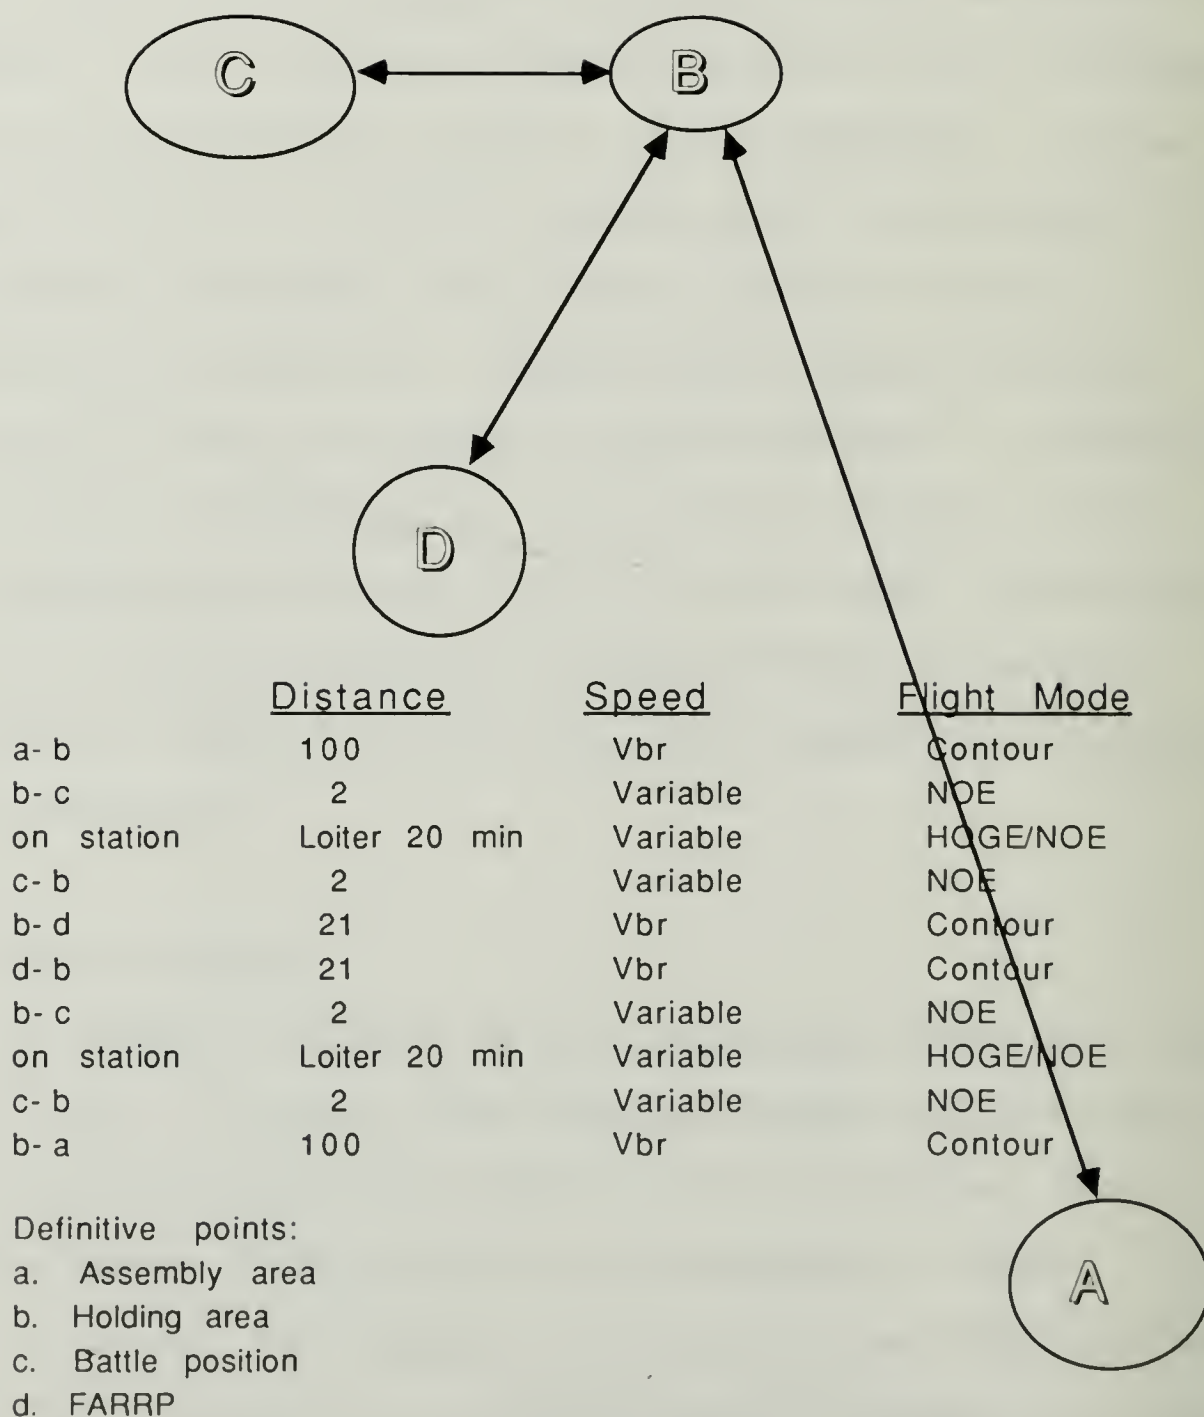 C B
D
Distance Speed Flight Mode
a- b 100 Vbr Contour
b- c 2 Variable NOE
on station Loiter 20 min Variable HOGE/NOE
c- b 2 Variable NOE
b- d 21 Vbr Contour
d- b 21 Vbr Contour
b- c 2 Variable NOE
on station Loiter 20 min Variable HOGE/NOE
c- b 2 Variable NOE
b- a 100 Vbr Contour
Definitive points:
a. Assembly area
A
b. Holding area
c. Battle position
d. FARRP